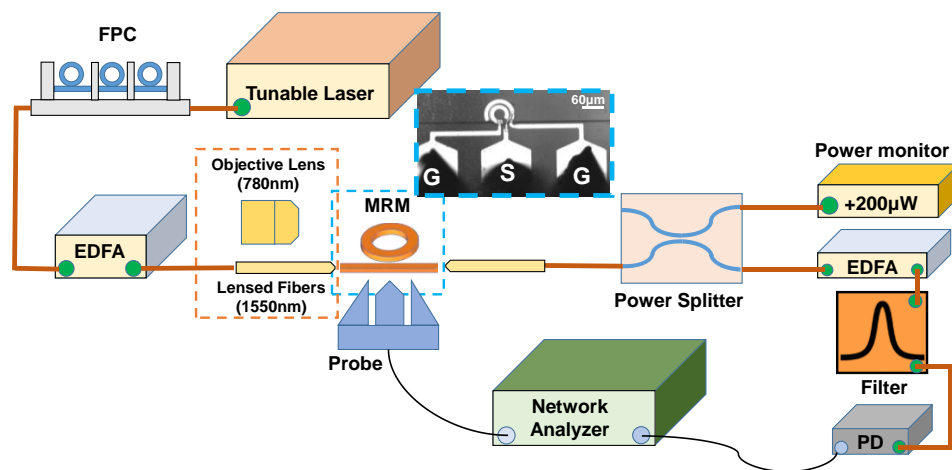 FPC
Tunable Laser
60μm
G
S
G
Power monitor
+200μW
Objective Lens
(780nm)
MRM
EDFA
Lensed Fibers
(1550nm)
Power Splitter
EDFA
Probe
Filter
Network
Analyzer
PD